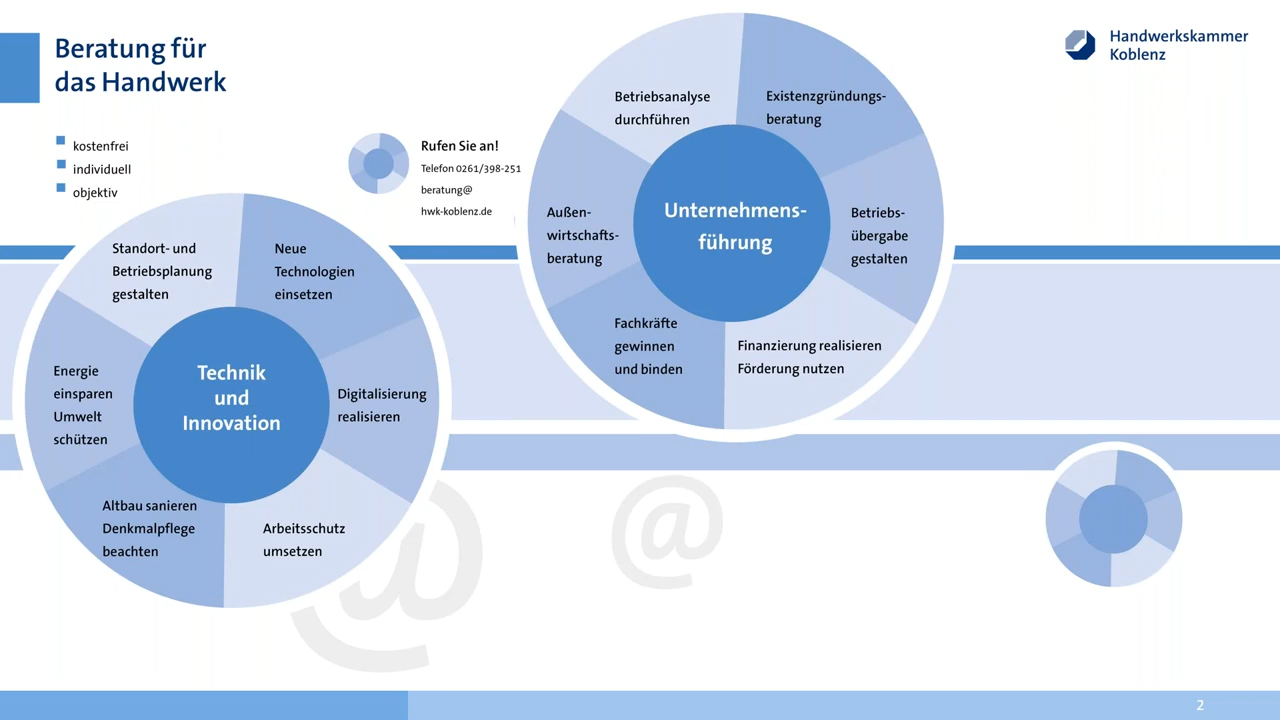 Beratung für
das Handwerk
Handwerkskammer
Koblenz
kostenfrei
individuell
objektiv
Rufen Sie an!
Telefon 0261/398-251
beratung@
hwk-koblenz.de
Betriebsanalyse
durchführen
Existenzgründungs-
beratung
Außen-
wirtschafts-
beratung
Unternehmens-
führung
Betriebs-
übergabe
gestalten
Fachkräfte
gewinnen
und binden
Finanzierung realisieren
Förderung nutzen
Standort- und
Betriebsplanung
gestalten
Neue
Technologien
einsetzen
Energie
einsparen
Umwelt
schützen
Technik
und
Innovation
Digitalisierung
realisieren
Altbau sanieren
Denkmalpflege
beachten
Arbeitsschutz
umsetzen
@
@
2